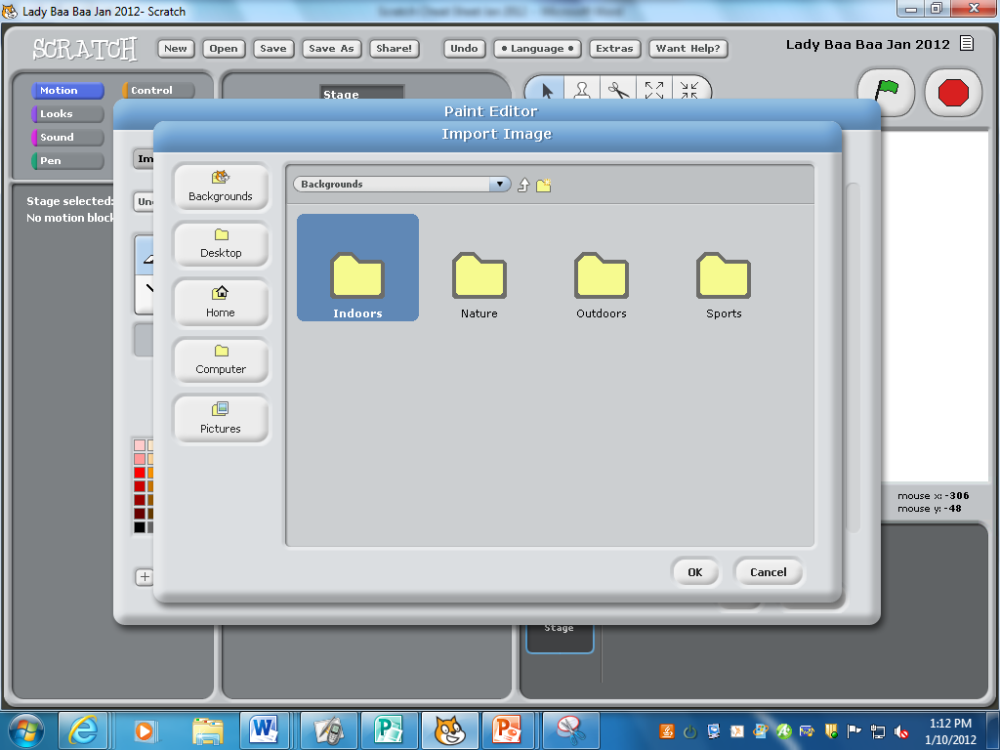 Lady Baa Baa Jan 2012- Scratch
Scratch Cheat Sheet Jan 2012 - Microsoft Word
SCRATCH
New Open Save Save As Share! Undo • Language • Extras Want Help?
Lady Baa Baa Jan 2012
Motion Control
Looks
Sound
Pen
Stage
Paint Editor
Import Image
Im
Un
Stage selected:
No motion block
Backgrounds
Desktop
Home
Computer
Pictures
Backgrounds
Indoors Nature Outdoors Sports
OK Cancel
mouse x: -306
mouse y: -48
Stage
1:12 PM
1/10/2012